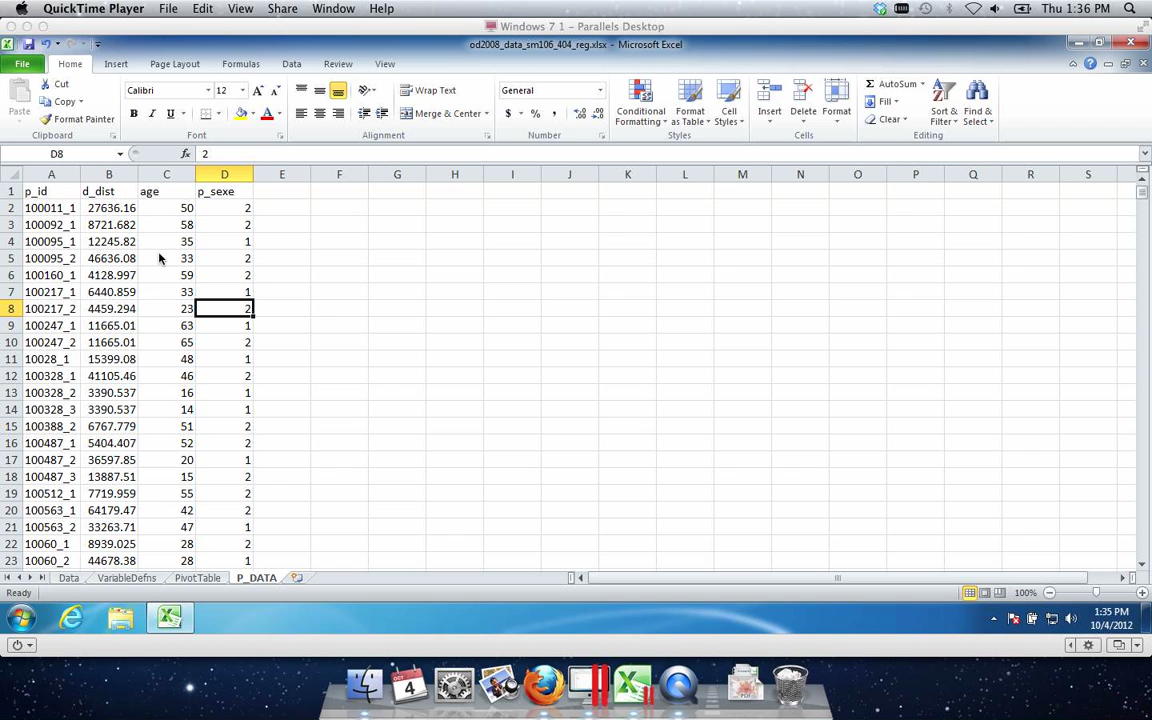 QuickTime Player File Edit View Share Window Help Thu 1:36 PM
Windows 7 1 – Parallels Desktop
od2008_data_sm106_404_reg.xlsx – Microsoft Excel
File Home Insert Page Layout Formulas Data Review View
Cut
Copy
Format Painter
Paste
Clipboard
Calibri 12
B I U
Font
Wrap Text
Merge & Center
Alignment
General
$ % ,
Number
Conditional Formatting
Format as Table
Cell Styles
Styles
Insert Delete Format
Cells
AutoSum
Fill
Clear
Sort & Filter
Find & Select
Editing
D8 fx 2
A B C D E F G H I J K L M N O P Q R S
1 p_id d_dist age p_sexe
2 100011_1 27636.16 50 2
3 100092_1 8721.682 58 2
4 100095_1 12245.82 35 1
5 100095_2 46636.08 33 2
6 100160_1 4128.997 59 2
7 100217_1 6440.859 33 1
8 100217_2 4459.294 23 2
9 100247_1 11665.01 63 1
10 100247_2 11665.01 65 2
11 10028_1 15399.08 48 1
12 100328_1 41105.46 46 2
13 100328_2 3390.537 16 1
14 100328_3 3390.537 14 1
15 100388_2 6767.779 51 2
16 100487_1 5404.407 52 2
17 100487_2 36597.85 20 1
18 100487_3 13887.51 15 2
19 100512_1 7719.959 55 2
20 100563_1 64179.47 42 2
21 100563_2 33263.71 47 1
22 10060_1 8939.025 28 2
23 10060_2 44678.38 28 1
Data VariableDefns PivotTable P_DATA
Ready 100%
1:35 PM
10/4/2012
OCT
4